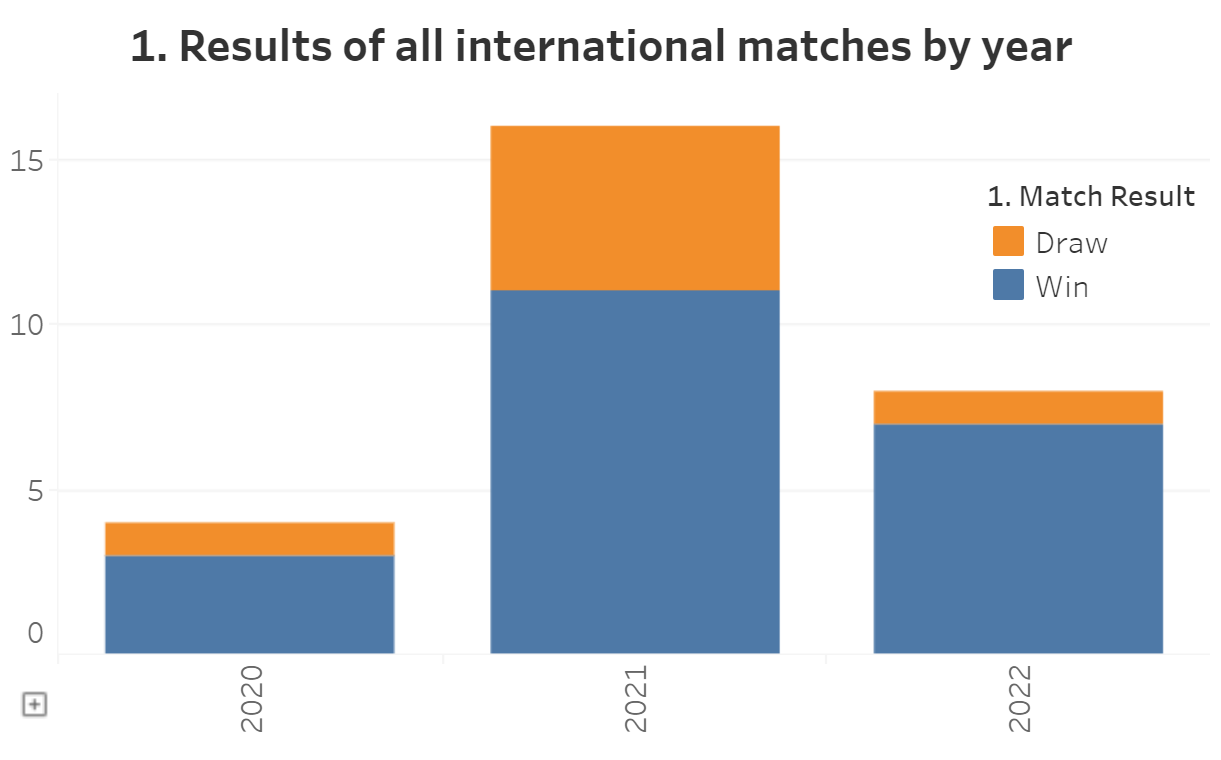 1. Results of all international matches by year
15
10
5
0
1. Match Result
Draw
Win
2020
2021
2022